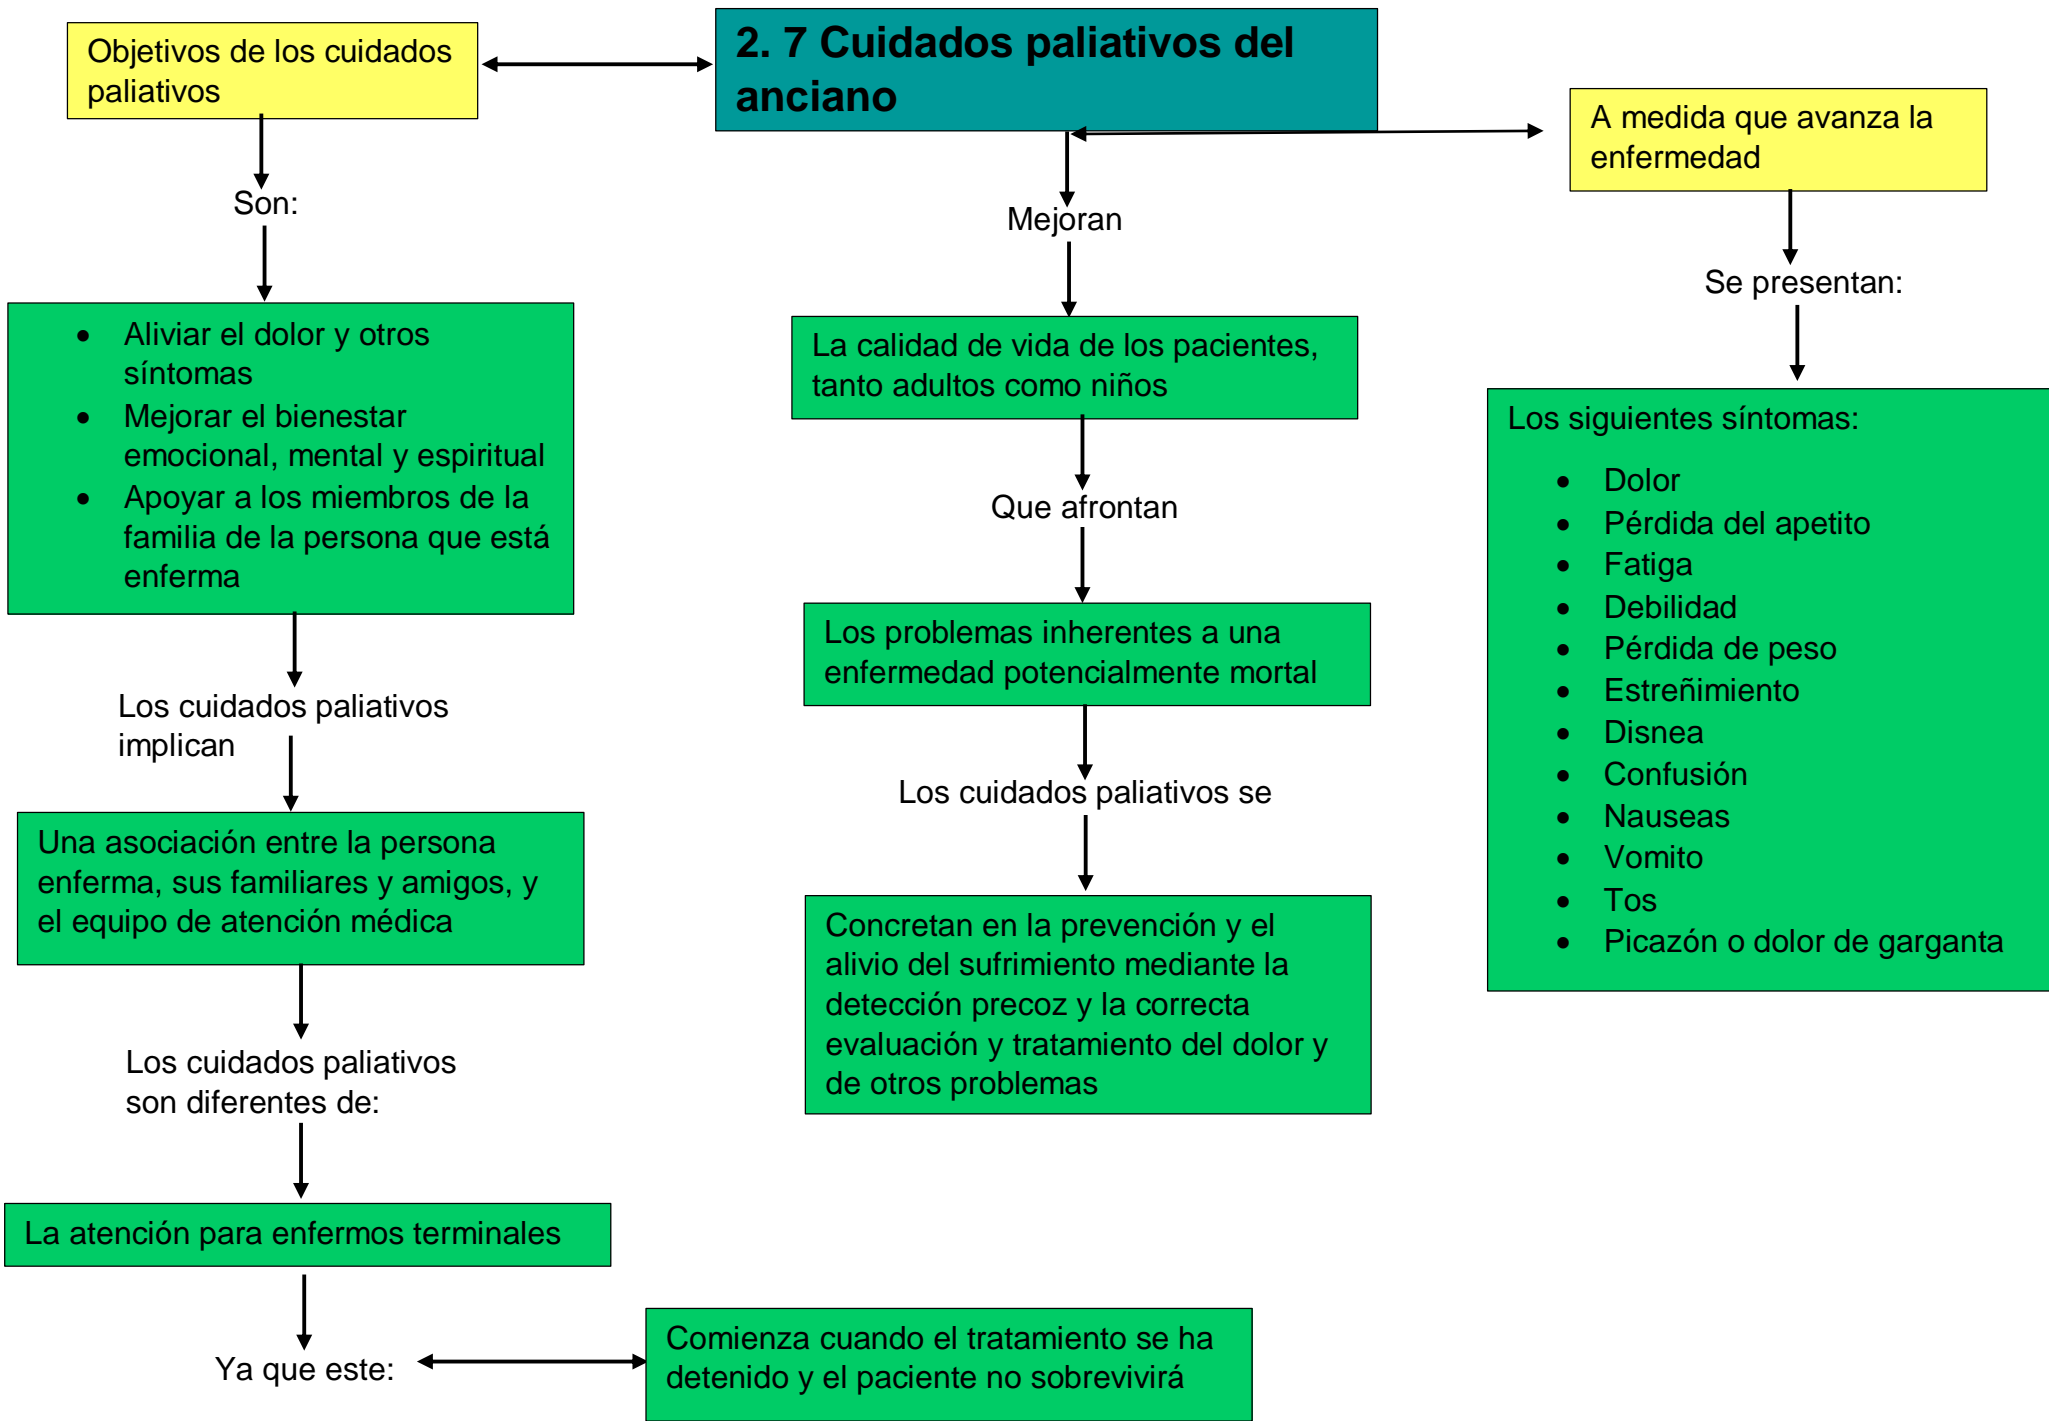 2. 7 Cuidados paliativos del
anciano
Objetivos de los cuidados
paliativos
Son:
• Aliviar el dolor y otros
síntomas
• Mejorar el bienestar
emocional, mental y espiritual
• Apoyar a los miembros de la
familia de la persona que está
enferma
Los cuidados paliativos
implican
Una asociación entre la persona
enferma, sus familiares y amigos, y
el equipo de atención médica
Los cuidados paliativos
son diferentes de:
La atención para enfermos terminales
Ya que este:
Comienza cuando el tratamiento se ha
detenido y el paciente no sobrevivirá
Mejoran
La calidad de vida de los pacientes,
tanto adultos como niños
Que afrontan
Los problemas inherentes a una
enfermedad potencialmente mortal
Los cuidados paliativos se
Concretan en la prevención y el
alivio del sufrimiento mediante la
detección precoz y la correcta
evaluación y tratamiento del dolor y
de otros problemas
A medida que avanza la
enfermedad
Se presentan:
Los siguientes síntomas:
• Dolor
• Pérdida del apetito
• Fatiga
• Debilidad
• Pérdida de peso
• Estreñimiento
• Disnea
• Confusión
• Nauseas
• Vomito
• Tos
• Picazón o dolor de garganta